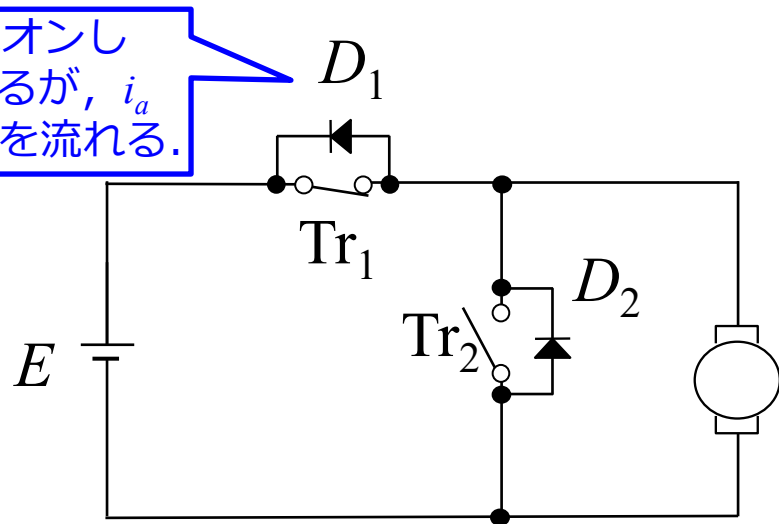 オンし
るが，i_a
を流れる．
D_1
Tr_1
D_2
Tr_2
E